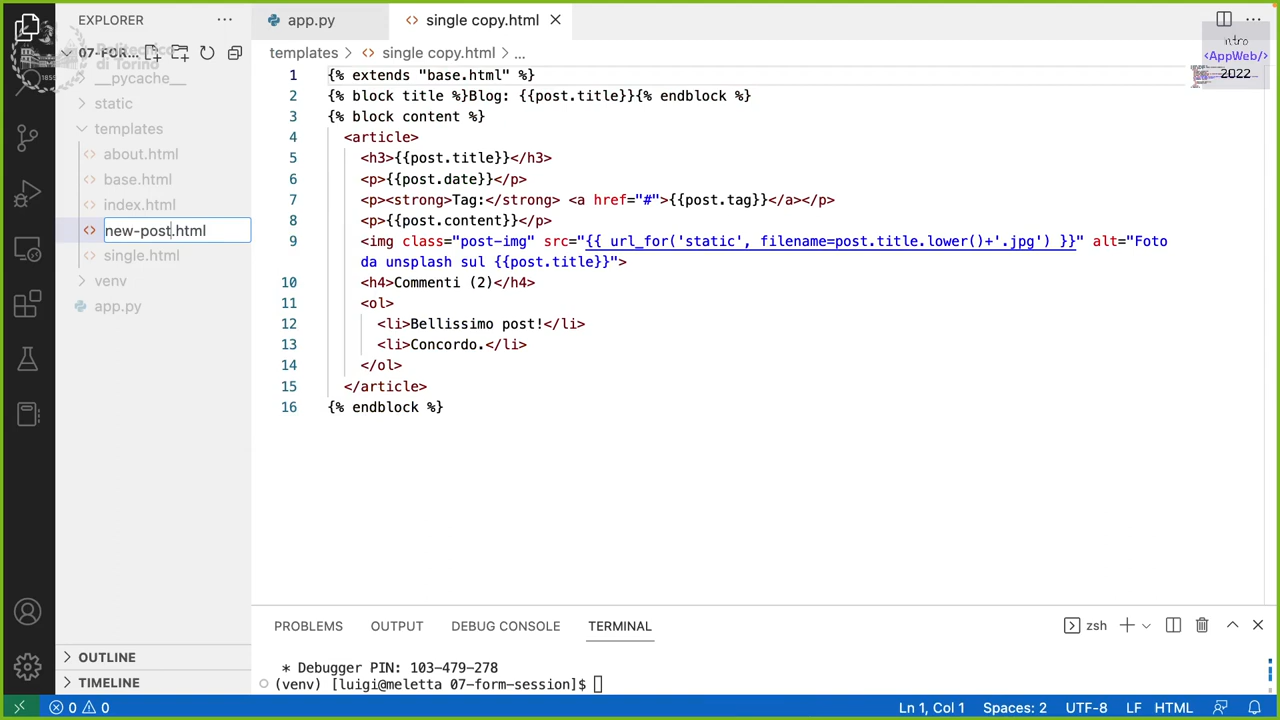 EXPLORER
app.py
single copy.html
Politecnico
di Torino
1859
07-FOR...
templates
single copy.html
...
intro
<AppWeb/>
2022
__pycache__
static
templates
about.html
base.html
index.html
new-post.html
single.html
venv
app.py
1 {% extends "base.html" %}
2 {% block title %}Blog: {{post.title}}{% endblock %}
3 {% block content %}
4 <article>
5 <h3>{{post.title}}</h3>
6 <p>{{post.date}}</p>
7 <p><strong>Tag:</strong> <a href="#">{{post.tag}}</a></p>
8 <p>{{post.content}}</p>
9 <img class="post-img" src="{{ url_for('static', filename=post.title.lower()+'.jpg') }}" alt="Foto
da unsplash sul {{post.title}}">
10 <h4>Commenti (2)</h4>
11 <ol>
12 <li>Bellissimo post!</li>
13 <li>Concordo.</li>
14 </ol>
15 </article>
16 {% endblock %}
PROBLEMS OUTPUT DEBUG CONSOLE TERMINAL
zsh
* Debugger PIN: 103-479-278
(venv) [luigi@meletta 07-form-session]$
OUTLINE
TIMELINE
0 0
Ln 1, Col 1 Spaces: 2 UTF-8 LF HTML